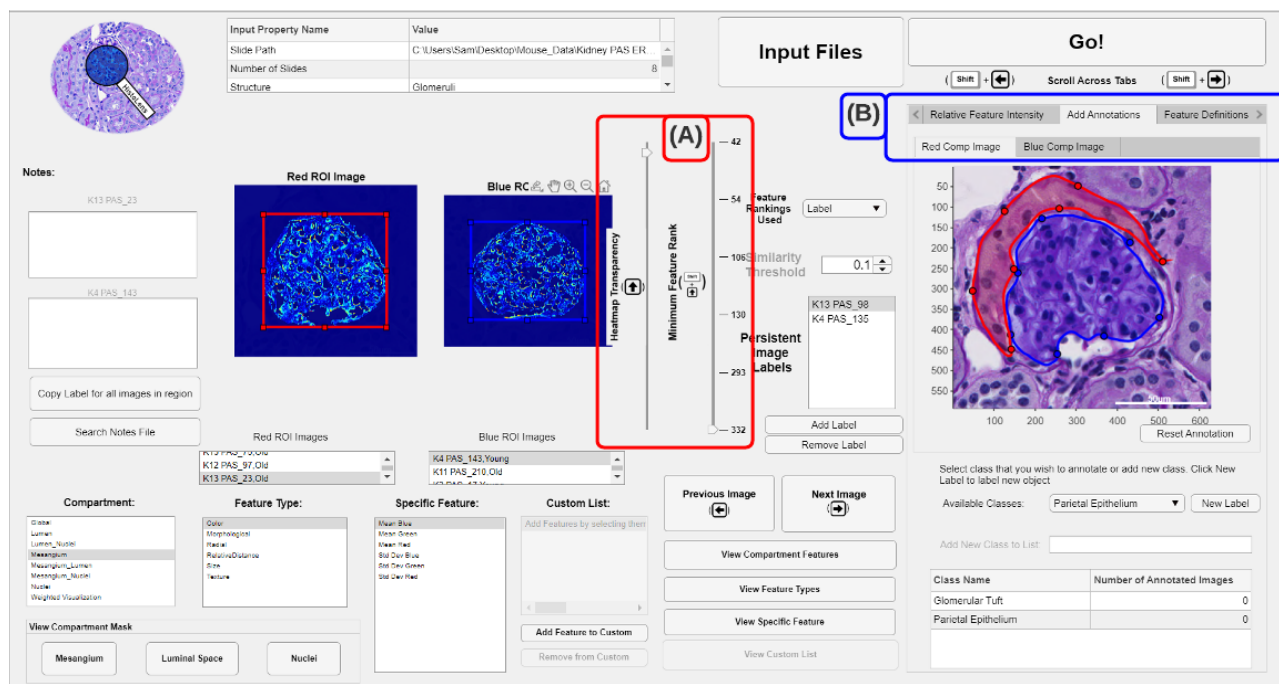 HistoLens
Input Property Name Value
Slide Path C:\Users\Sam\Desktop\Mouse_Data\Kidney PAS ER...
Number of Slides 8
Structure Glomeruli
Input Files
Go!
( Shift + ) Scroll Across Tabs ( Shift + )
(A)
(B)
Relative Feature Intensity Add Annotations Feature Definitions
Red Comp Image Blue Comp Image
Notes:
K13 PAS_23
K4 PAS_143
Copy Label for all images in region
Search Notes File
Red ROI Image
Blue RO
Heatmap Transparency
Minimum Feature Rank
( )
( Shift + )
42
54
106
130
293
332
Feature Rankings Used
Label
Similarity Threshold
0.1
Persistent Image Labels
K13 PAS_98
K4 PAS_135
Add Label
Remove Label
50
100
150
200
250
300
350
400
450
500
550
100 200 300 400 500 600
50um
Reset Annotation
Red ROI Images
K12 PAS_97,Old
K13 PAS_23,Old
Blue ROI Images
K4 PAS_143,Young
K11 PAS_210,Old
Compartment:
Global
Lumen
Lumen_Nuclei
Mesangium
Mesangium_Lumen
Mesangium_Nuclei
Nuclei
Weighted Visualization
Feature Type:
Color
Morphological
Radial
RelativeDistance
Size
Texture
Specific Feature:
Mean Blue
Mean Green
Mean Red
Std Dev Blue
Std Dev Green
Std Dev Red
Custom List:
Add Features by selecting then
Add Feature to Custom
Remove from Custom
View Compartment Mask
Mesangium
Luminal Space
Nuclei
Previous Image
Next Image
View Compartment Features
View Feature Types
View Specific Feature
View Custom List
Select class that you wish to annotate or add new class. Click New
Label to label new object
Available Classes: Parietal Epithelium New Label
Add New Class to List:
Class Name Number of Annotated Images
Glomerular Tuft 0
Parietal Epithelium 0